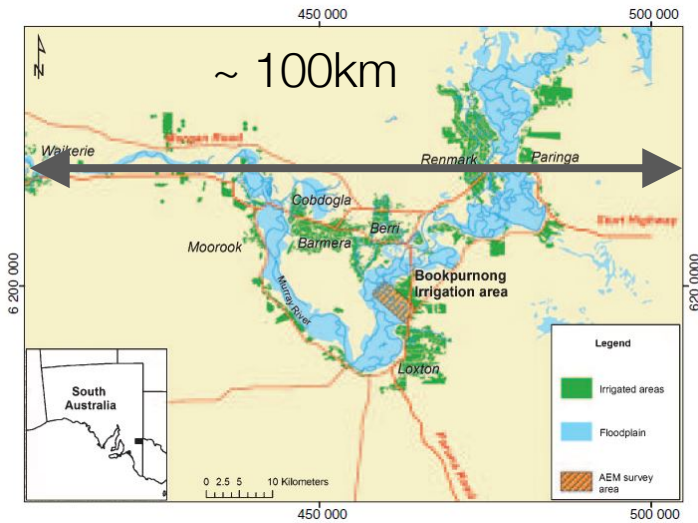 450 000
500 000
N
~ 100km
Morgan Road
Waikerie
Renmark
Paringa
Cobdogla
Sturt Highway
Berri
Barmera
Moorook
Bookpurnong
Irrigation area
6 200 000
Murray River
Legend
Loxton
South
Australia
Irrigated areas
Floodplain
AEM survey
area
0 2.5 5 10 Kilometers
450 000
500 000